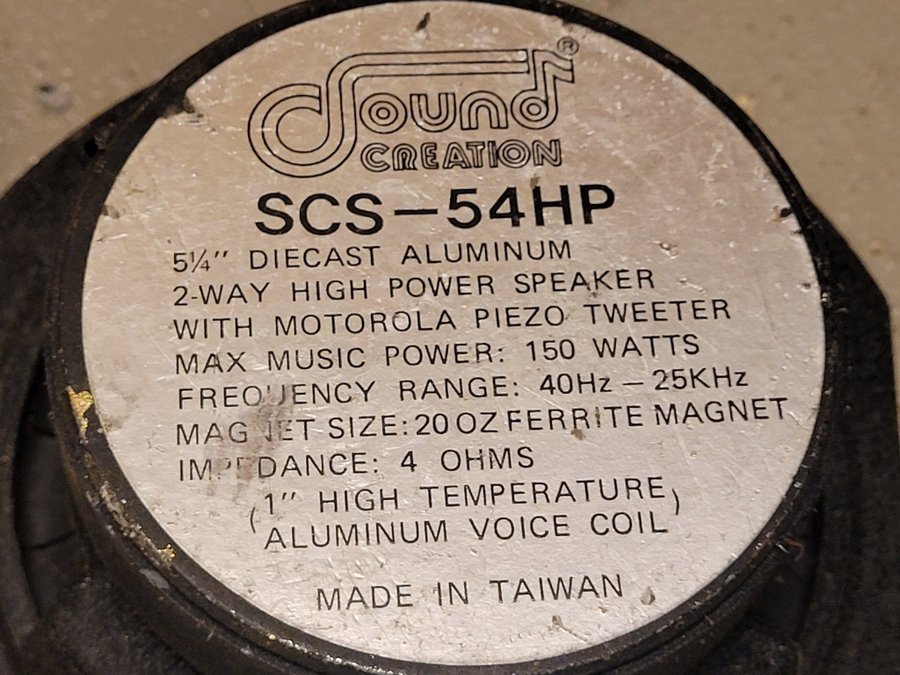 Sound®
CREATION
SCS-54HP
5¼" DIECAST ALUMINUM
2-WAY HIGH POWER SPEAKER
WITH MOTOROLA PIEZO TWEETER
MAX MUSIC POWER: 150 WATTS
FREQUENCY RANGE: 40Hz – 25KHz
MAGNET SIZE: 20 OZ FERRITE MAGNET
IMPEDANCE: 4 OHMS
(1" HIGH TEMPERATURE
ALUMINUM VOICE COIL)
MADE IN TAIWAN